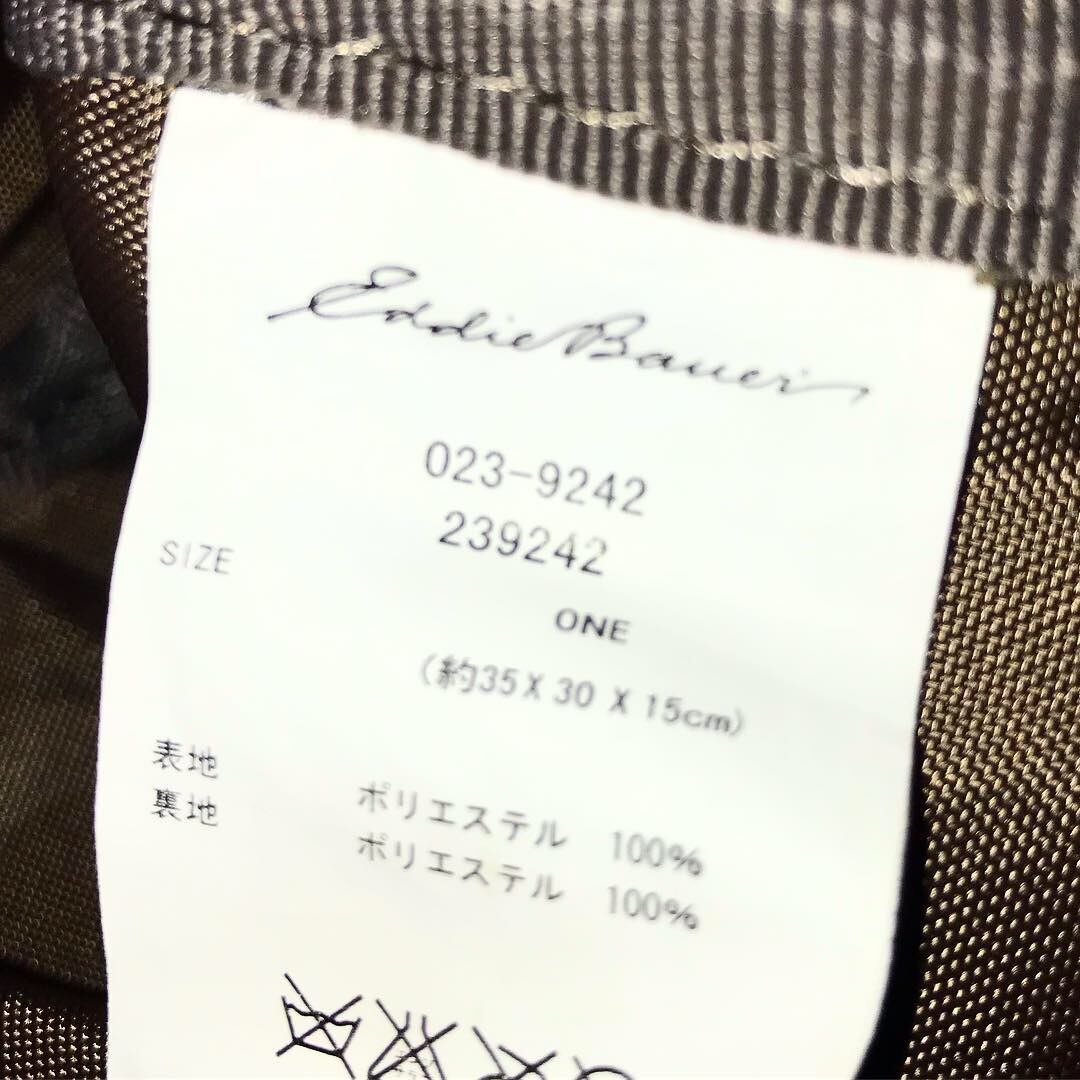 Eddie Bauer
023-9242
239242
SIZE
ONE
(約35X 30 X 15cm)
表地 ポリエステル 100%
裏地 ポリエステル 100%